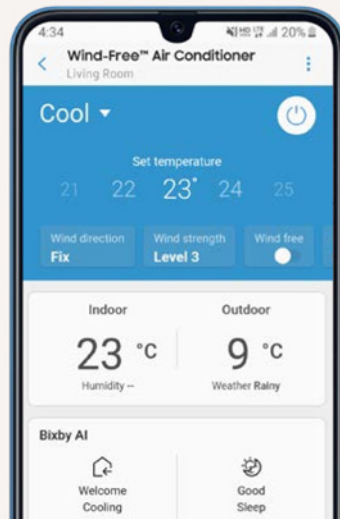 4:34 20%
Wind-Free™ Air Conditioner
Living Room
Cool
Set temperature
21 22 23° 24 25
Wind direction Wind strength Wind free
Fix Level 3
Indoor Outdoor
23 °C 9 °C
Humidity -- Weather Rainy
Bixby AI
Welcome Good
Cooling Sleep